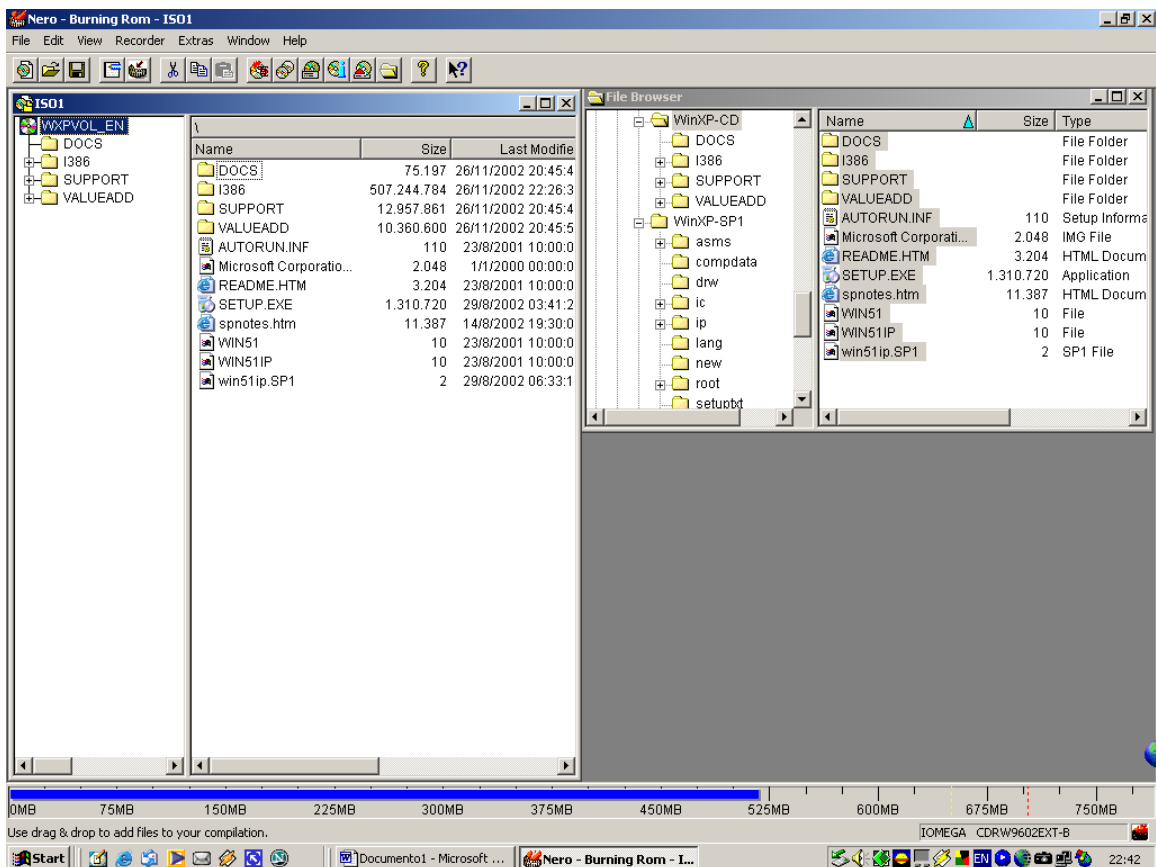 Nero - Burning Rom - ISO1
File Edit View Recorder Extras Window Help
ISO1
WXPVOL_EN
DOCS
I386
SUPPORT
VALUEADD
\
Name Size Last Modifie
DOCS 75.197 26/11/2002 20:45:4
I386 507.244.784 26/11/2002 22:26:3
SUPPORT 12.957.861 26/11/2002 20:45:4
VALUEADD 10.360.600 26/11/2002 20:45:5
AUTORUN.INF 110 23/8/2001 10:00:0
Microsoft Corporatio... 2.048 1/1/2000 00:00:0
README.HTM 3.204 23/8/2001 10:00:0
SETUP.EXE 1.310.720 29/8/2002 03:41:2
spnotes.htm 11.387 14/8/2002 19:30:0
WIN51 10 23/8/2001 10:00:0
WIN51IP 10 23/8/2001 10:00:0
win51ip.SP1 2 29/8/2002 06:33:1
File Browser
WinXP-CD
DOCS
I386
SUPPORT
VALUEADD
WinXP-SP1
asms
compdata
drw
ic
ip
lang
new
root
setuptxt
Name Size Type
DOCS File Folder
I386 File Folder
SUPPORT File Folder
VALUEADD File Folder
AUTORUN.INF 110 Setup Informa
Microsoft Corporati... 2.048 IMG File
README.HTM 3.204 HTML Docum
SETUP.EXE 1.310.720 Application
spnotes.htm 11.387 HTML Docum
WIN51 10 File
WIN51IP 10 File
win51ip.SP1 2 SP1 File
0MB 75MB 150MB 225MB 300MB 375MB 450MB 525MB 600MB 675MB 750MB
Use drag & drop to add files to your compilation.
IOMEGA CDRW9602EXT-B
Start Documento1 - Microsoft ... Nero - Burning Rom - I... EN 22:42